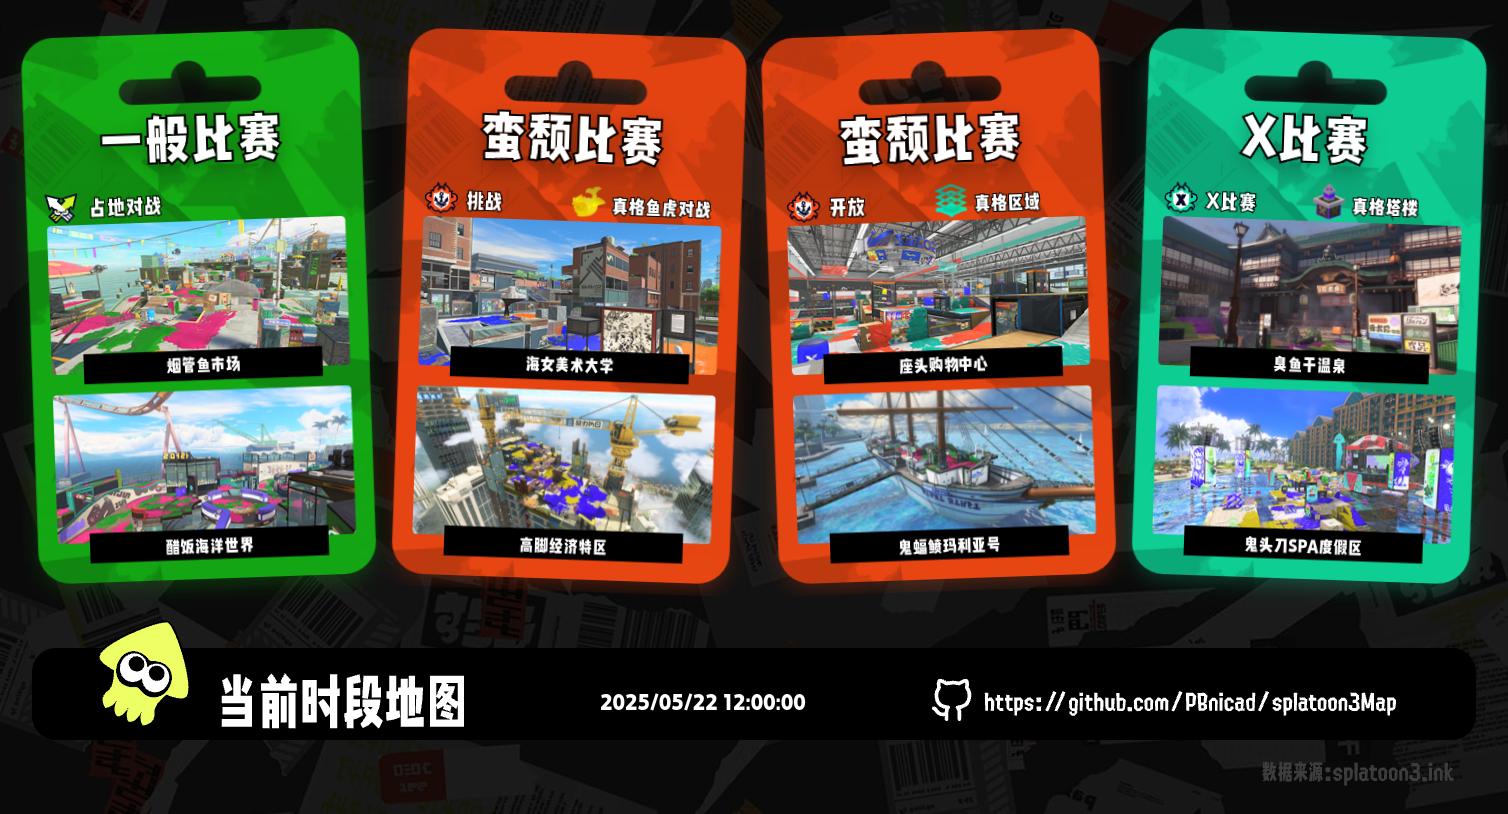 一般比赛
占地对战
烟管鱼市场
醋饭海洋世界
蛮颓比赛
挑战
真格鱼虎对战
海女美术大学
高脚经济特区
蛮颓比赛
开放
真格区域
座头购物中心
鬼蝠鲼玛利亚号
X比赛
X比赛
真格塔楼
臭鱼干温泉
鬼头刀SPA度假区
当前时段地图
2025/05/22 12:00:00
https://github.com/PBnicad/splatoon3Map
数据来源:splatoon3.ink